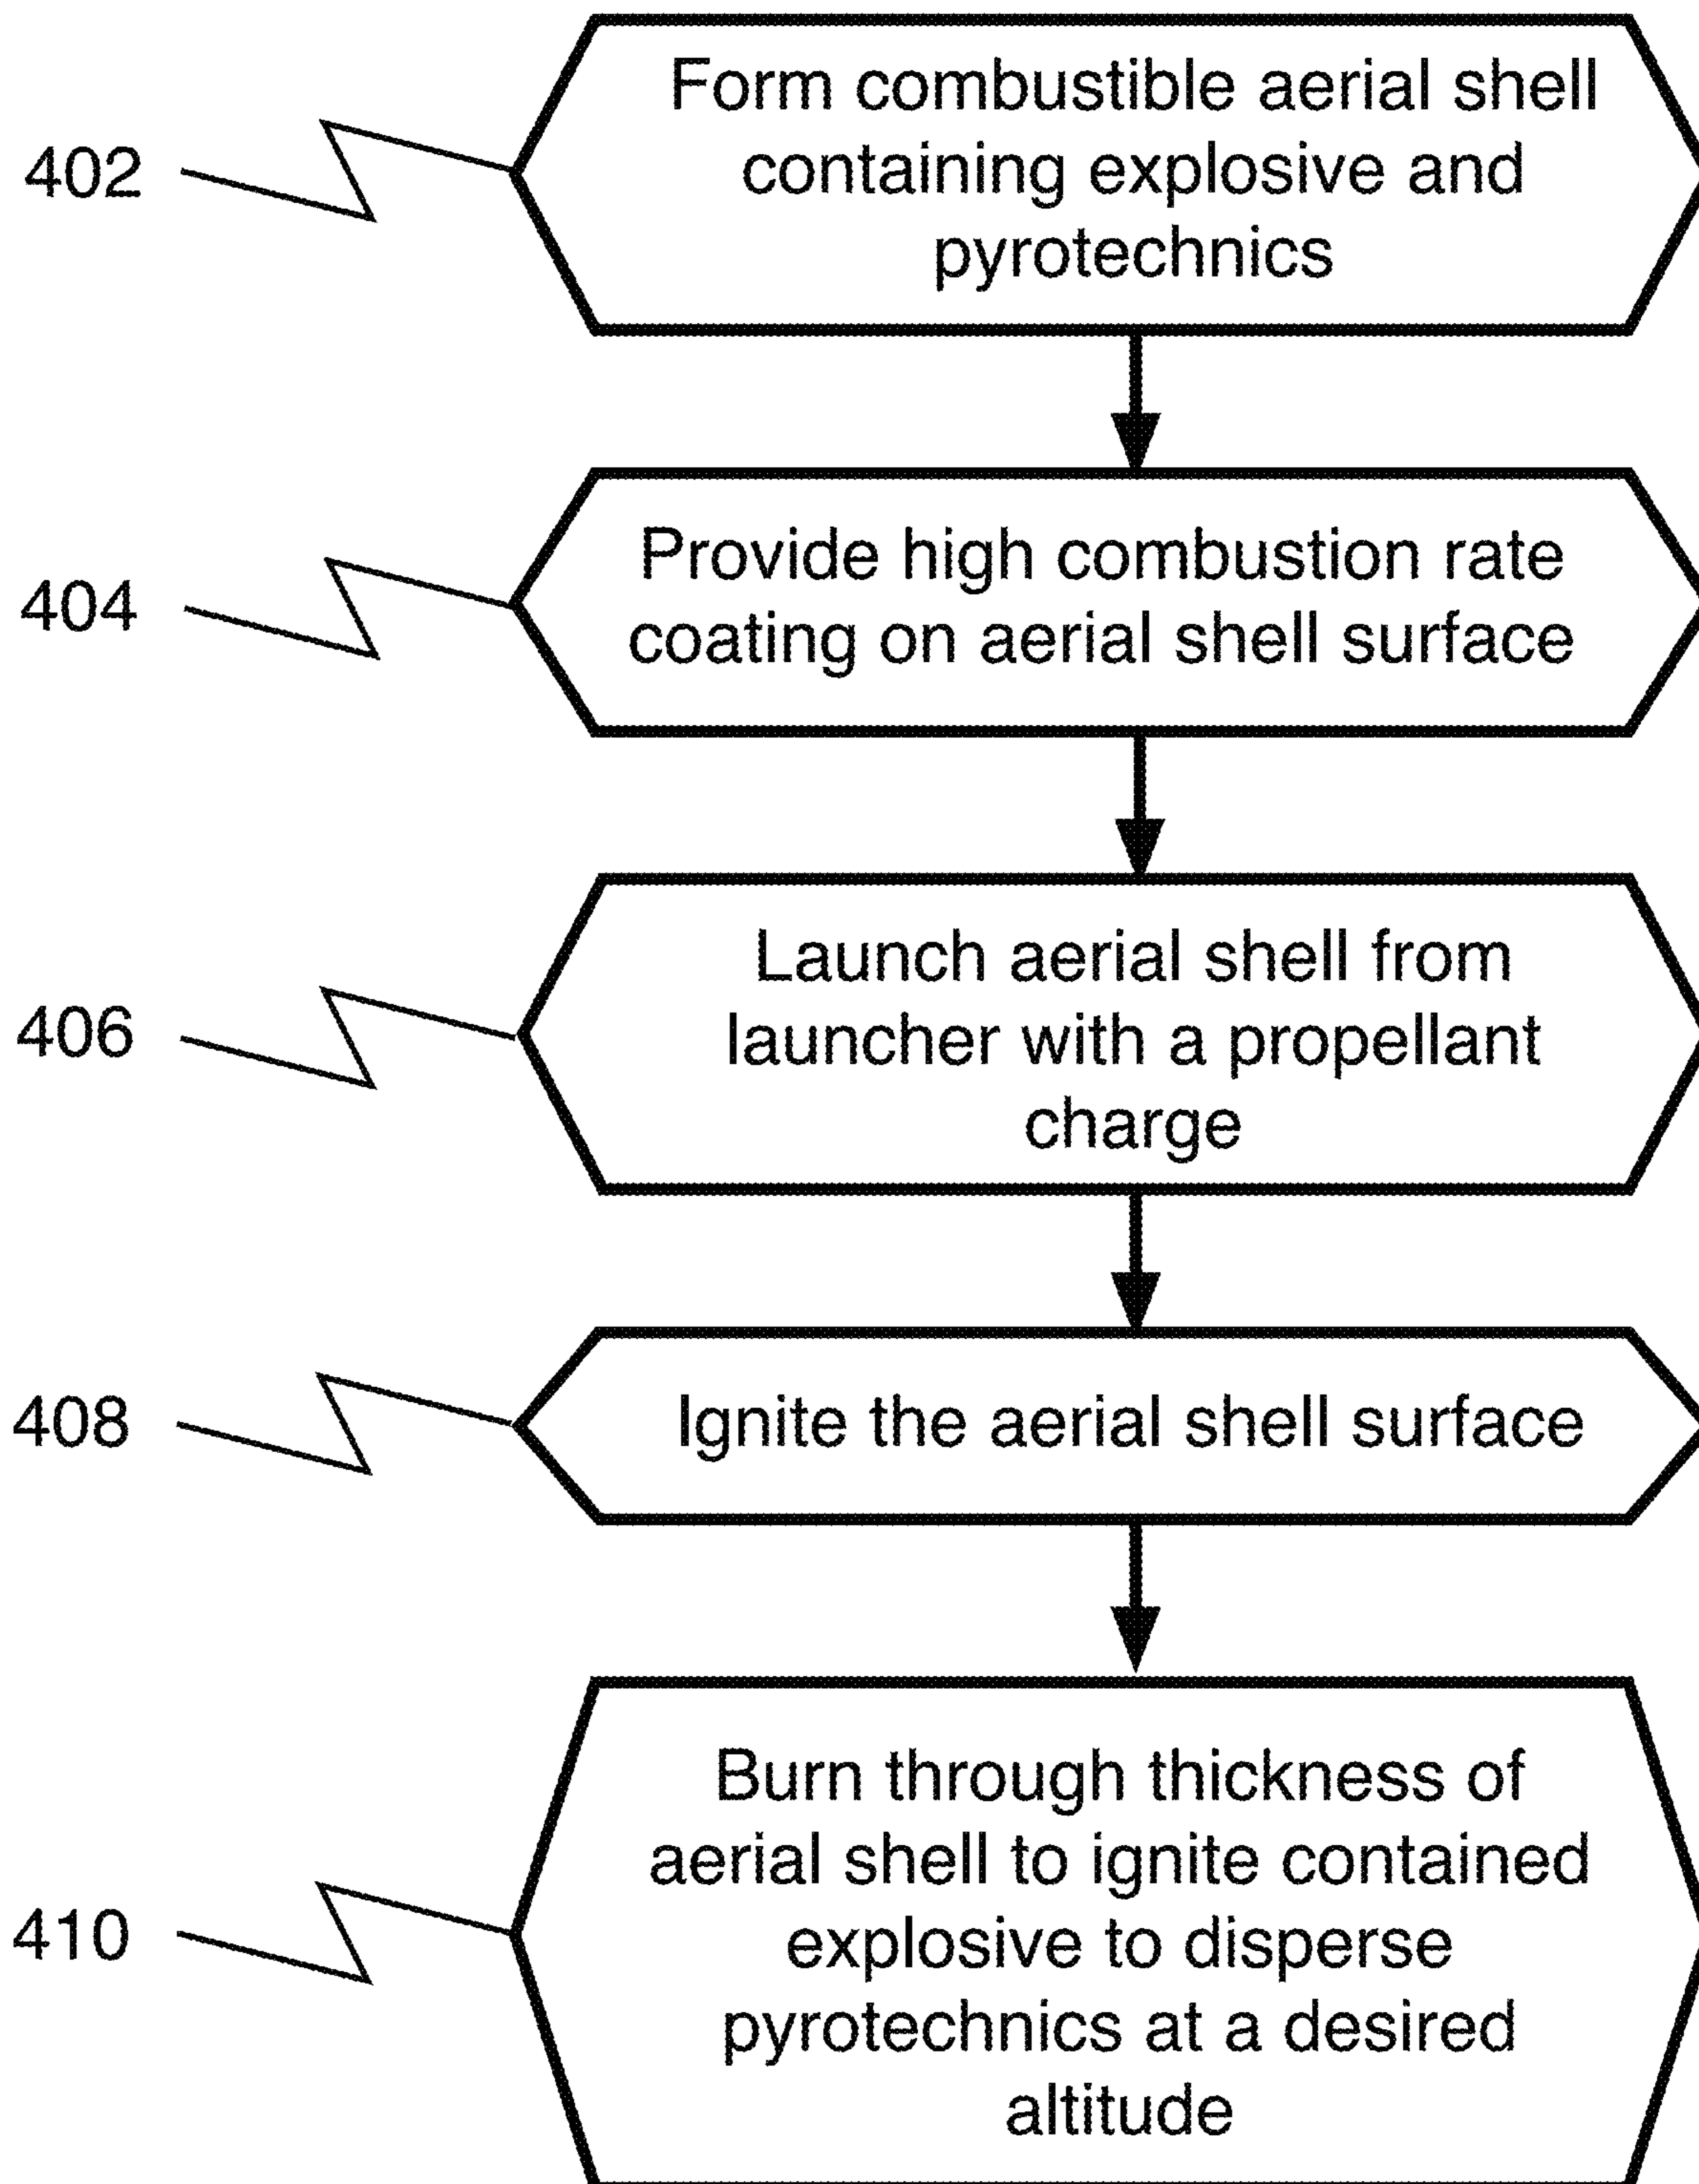 402
Form combustible aerial shell
containing explosive and
pyrotechnics
404
Provide high combustion rate
coating on aerial shell surface
406
Launch aerial shell from
launcher with a propellant
charge
408
Ignite the aerial shell surface
410
Burn through thickness of
aerial shell to ignite contained
explosive to disperse
pyrotechnics at a desired
altitude